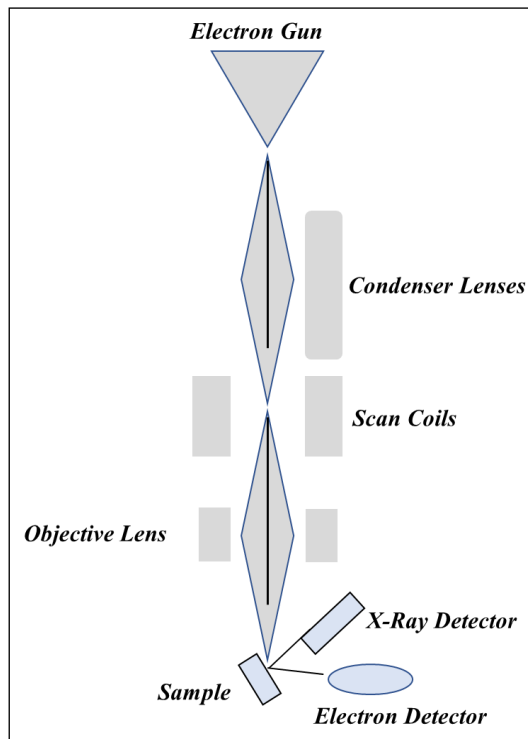 Electron Gun
Condenser Lenses
Scan Coils
Objective Lens
X-Ray Detector
Sample
Electron Detector